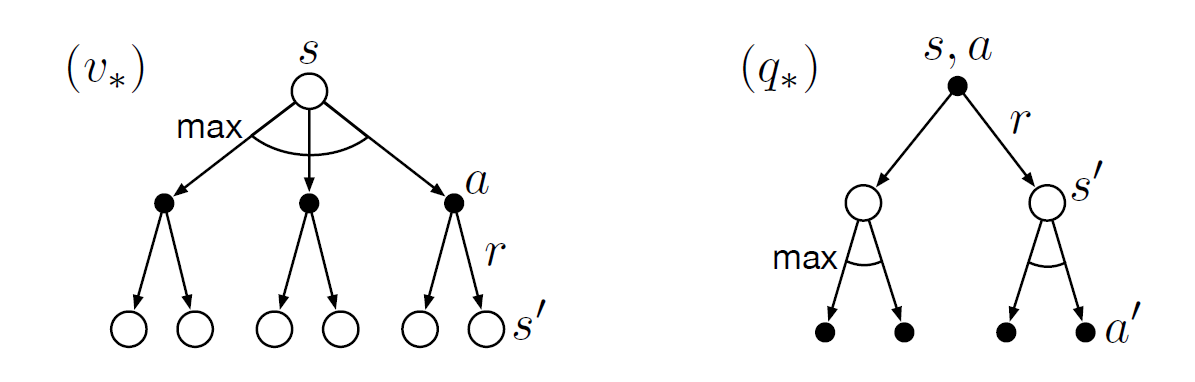 (v∗) s
max
a
r
s′
(q∗) s, a
r
s′
max
a′